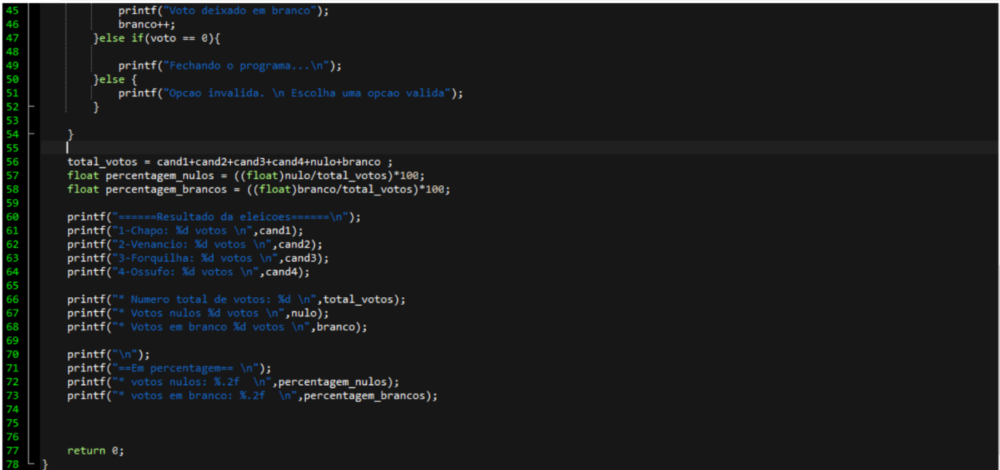 45 printf("Voto deixado em branco");
46 branco++;
47 }else if(voto == 0){
48
49 printf("Fechando o programa...\n");
50 }else {
51 printf("Opcao invalida. \n Escolha uma opcao valida");
52 }
53
54 }
55
56 total_votos = cand1+cand2+cand3+cand4+nulo+branco ;
57 float percentagem_nulos = ((float)nulo/total_votos)*100;
58 float percentagem_brancos = ((float)branco/total_votos)*100;
59
60 printf("======Resultado da eleicoes======\n");
61 printf("1-Chapo: %d votos \n",cand1);
62 printf("2-Venancio: %d votos \n",cand2);
63 printf("3-Forquilha: %d votos \n",cand3);
64 printf("4-Ossufo: %d votos \n",cand4);
65
66 printf("* Numero total de votos: %d \n",total_votos);
67 printf("* Votos nulos %d votos \n",nulo);
68 printf("* Votos em branco %d votos \n",branco);
69
70 printf("\n");
71 printf("==Em percentagem== \n");
72 printf("* votos nulos: %.2f  \n",percentagem_nulos);
73 printf("* votos em branco: %.2f  \n",percentagem_brancos);
74
75
76
77 return 0;
78 }